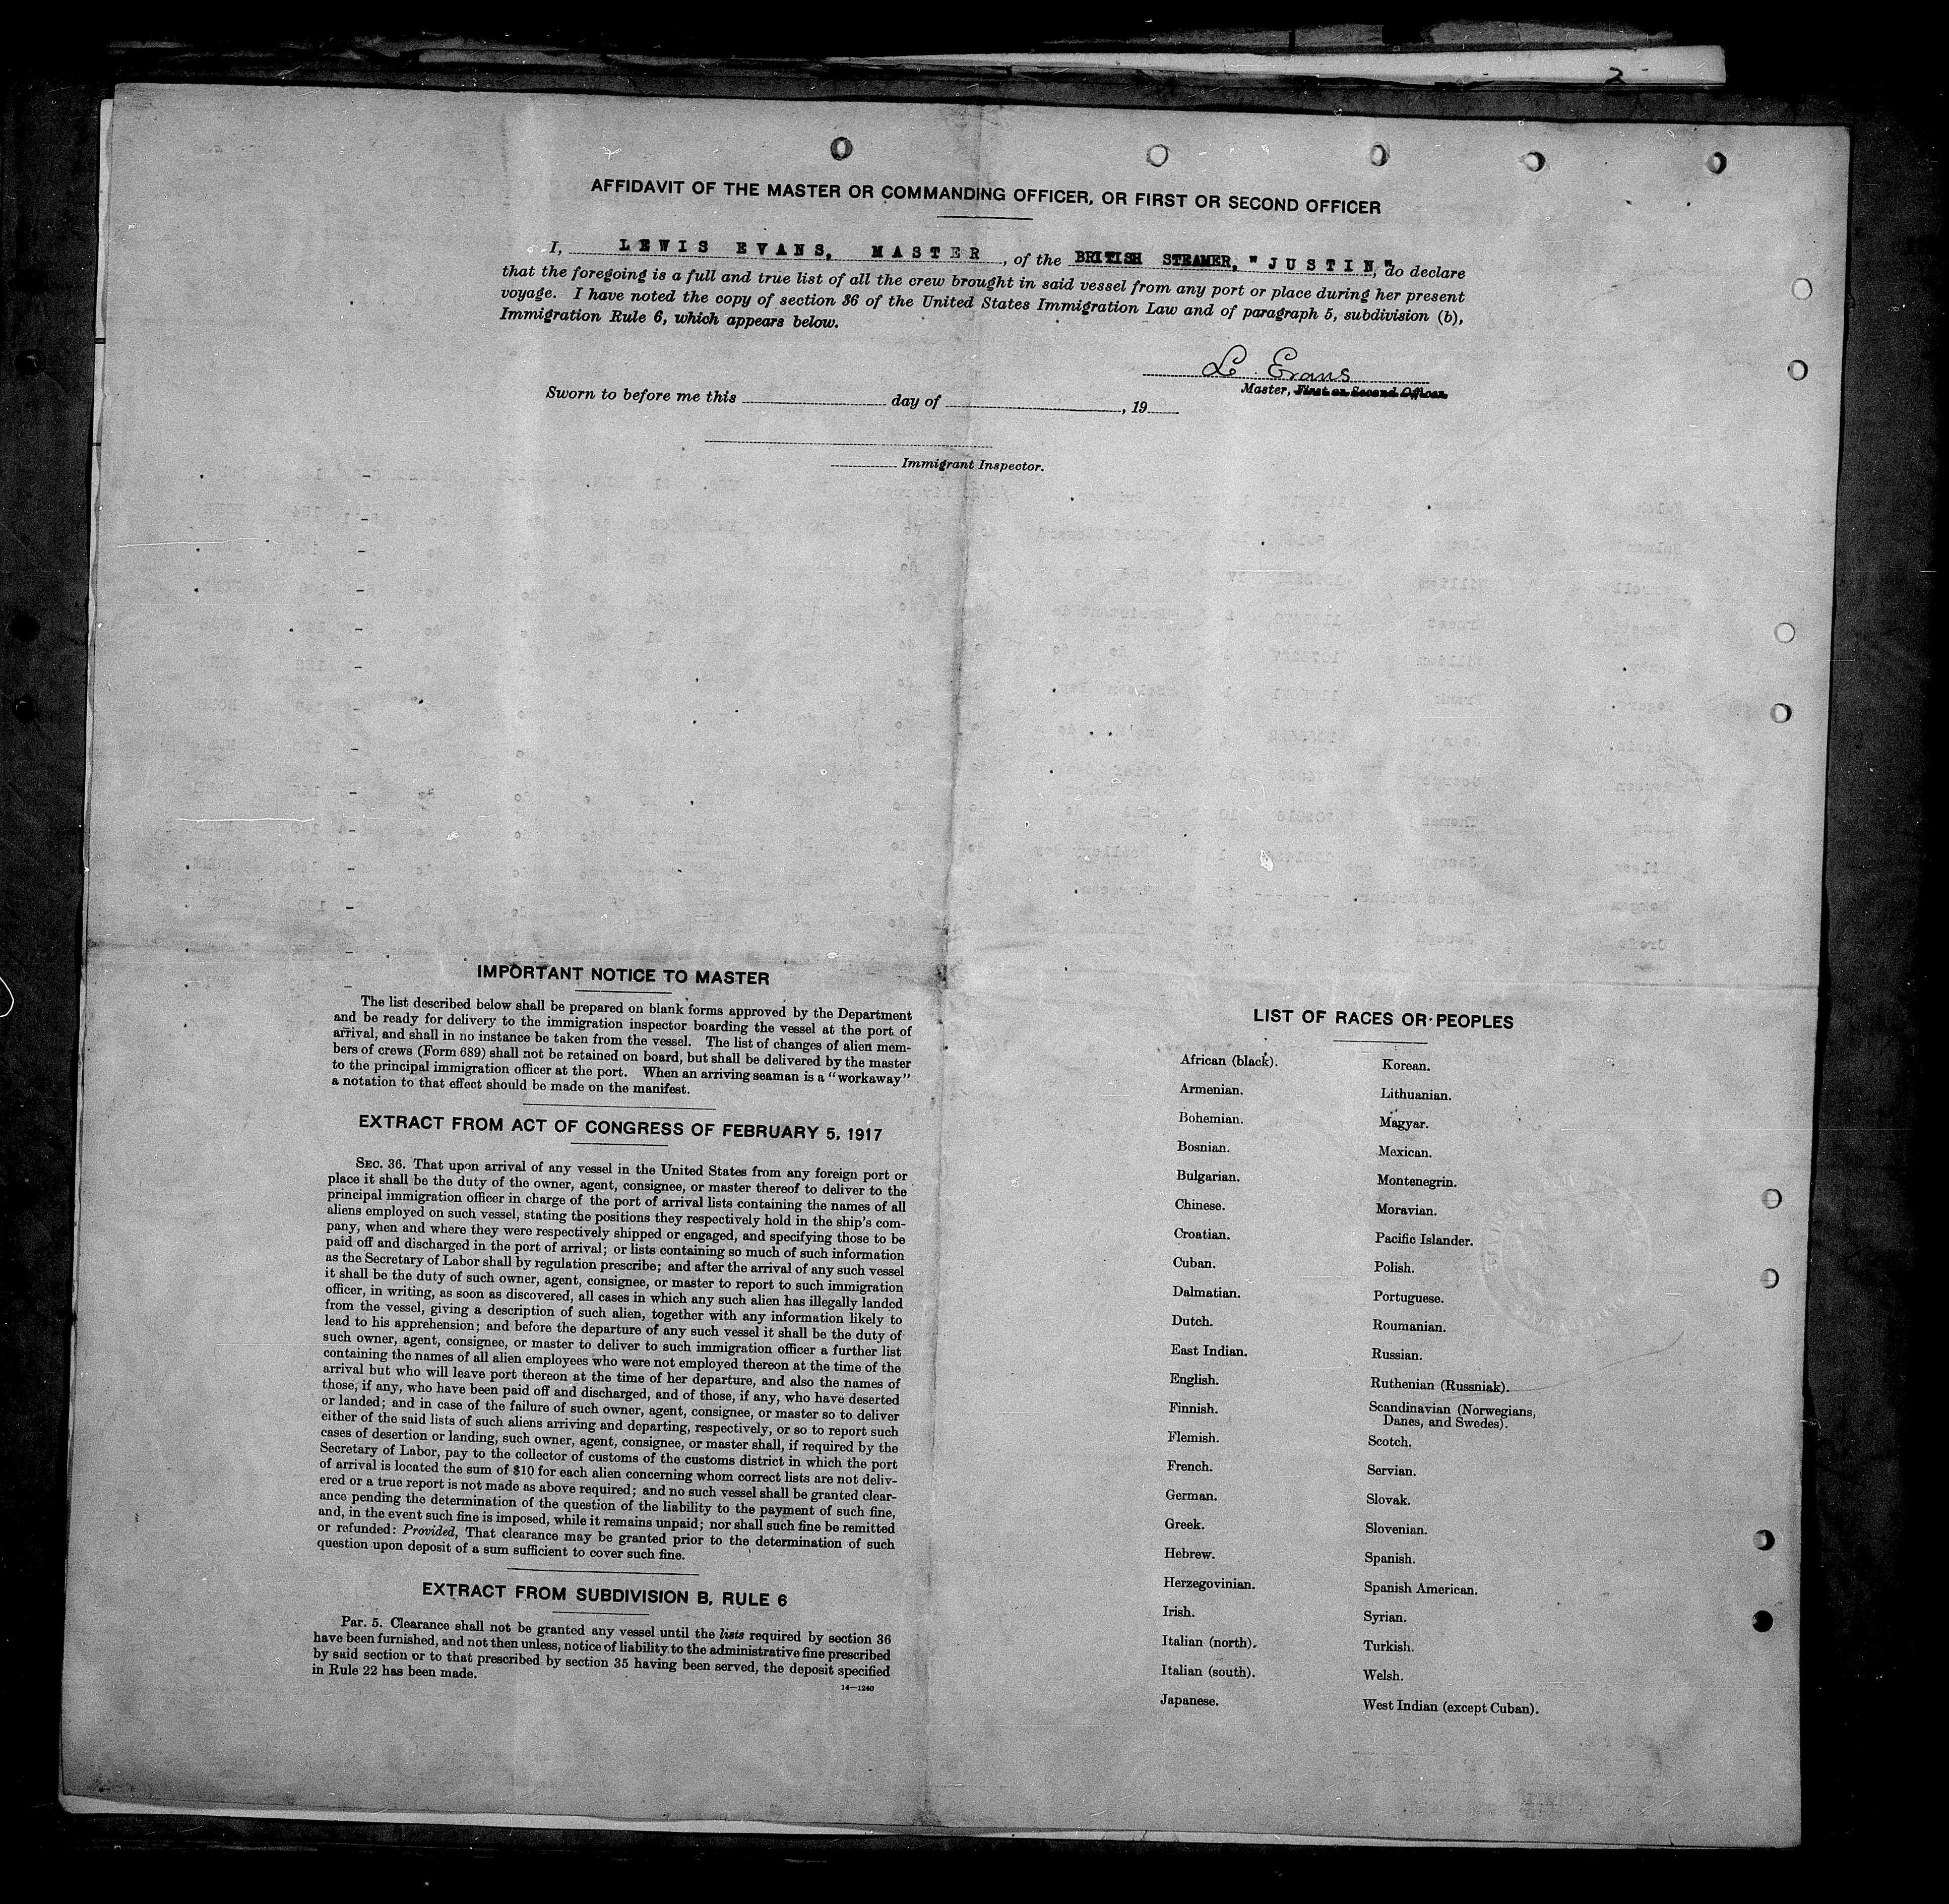 2
AFFIDAVIT OF THE MASTER OR COMMANDING OFFICER, OR FIRST OR SECOND OFFICER
I, LEWIS EVANS, MASTER, of the BRITISH STEAMER, "JUSTIN", do declare
that the foregoing is a full and true list of all the crew brought in said vessel from any port or place during her present
voyage. I have noted the copy of section 36 of the United States Immigration Law and of paragraph 5, subdivision (b),
Immigration Rule 6, which appears below.
L. Evans
Master, First or Second Officer.
Sworn to before me this day of , 19
Immigrant Inspector.
IMPORTANT NOTICE TO MASTER
The list described below shall be prepared on blank forms approved by the Department
and be ready for delivery to the immigration inspector boarding the vessel at the port of
arrival, and shall in no instance be taken from the vessel. The list of changes of alien mem-
bers of crews (Form 689) shall not be retained on board, but shall be delivered by the master
to the principal immigration officer at the port. When an arriving seaman is a "workaway"
a notation to that effect should be made on the manifest.
EXTRACT FROM ACT OF CONGRESS OF FEBRUARY 5, 1917
SEC. 36. That upon arrival of any vessel in the United States from any foreign port or
place it shall be the duty of the owner, agent, consignee, or master thereof to deliver to the
principal immigration officer in charge of the port of arrival lists containing the names of all
aliens employed on such vessel, stating the positions they respectively hold in the ship's com-
pany, when and where they were respectively shipped or engaged, and specifying those to be
paid off and discharged in the port of arrival; or lists containing so much of such information
as the Secretary of Labor shall by regulation prescribe; and after the arrival of any such vessel
it shall be the duty of such owner, agent, consignee, or master to report to such immigration
officer, in writing, as soon as discovered, all cases in which any such alien has illegally landed
from the vessel, giving a description of such alien, together with any information likely to
lead to his apprehension; and before the departure of any such vessel it shall be the duty of
such owner, agent, consignee, or master to deliver to such immigration officer a further list
containing the names of all alien employees who were not employed thereon at the time of the
arrival but who will leave port thereon at the time of her departure, and also the names of
those, if any, who have been paid off and discharged, and of those, if any, who have deserted
or landed; and in case of the failure of such owner, agent, consignee, or master so to deliver
either of the said lists of such aliens arriving and departing, respectively, or so to report such
cases of desertion or landing, such owner, agent, consignee, or master shall, if required by the
Secretary of Labor, pay to the collector of customs of the customs district in which the port
of arrival is located the sum of $10 for each alien concerning whom correct lists are not deliv-
ered or a true report is not made as above required; and no such vessel shall be granted clear-
ance pending the determination of the question of the liability to the payment of such fine,
and, in the event such fine is imposed, while it remains unpaid; nor shall such fine be remitted
or refunded: Provided, That clearance may be granted prior to the determination of such
question upon deposit of a sum sufficient to cover such fine.
EXTRACT FROM SUBDIVISION B, RULE 6
Par. 5. Clearance shall not be granted any vessel until the lists required by section 36
have been furnished, and not then unless, notice of liability to the administrative fine prescribed
by said section or to that prescribed by section 35 having been served, the deposit specified
in Rule 22 has been made.
14—1240
LIST OF RACES OR PEOPLES
African (black).
Armenian.
Bohemian.
Bosnian.
Bulgarian.
Chinese.
Croatian.
Cuban.
Dalmatian.
Dutch.
East Indian.
English.
Finnish.
Flemish.
French.
German.
Greek.
Hebrew.
Herzegovinian.
Irish.
Italian (north).
Italian (south).
Japanese.
Korean.
Lithuanian.
Magyar.
Mexican.
Montenegrin.
Moravian.
Pacific Islander.
Polish.
Portuguese.
Roumanian.
Russian.
Ruthenian (Russniak).
Scandinavian (Norwegians,
Danes, and Swedes).
Scotch.
Servian.
Slovak.
Slovenian.
Spanish.
Spanish American.
Syrian.
Turkish.
Welsh.
West Indian (except Cuban).